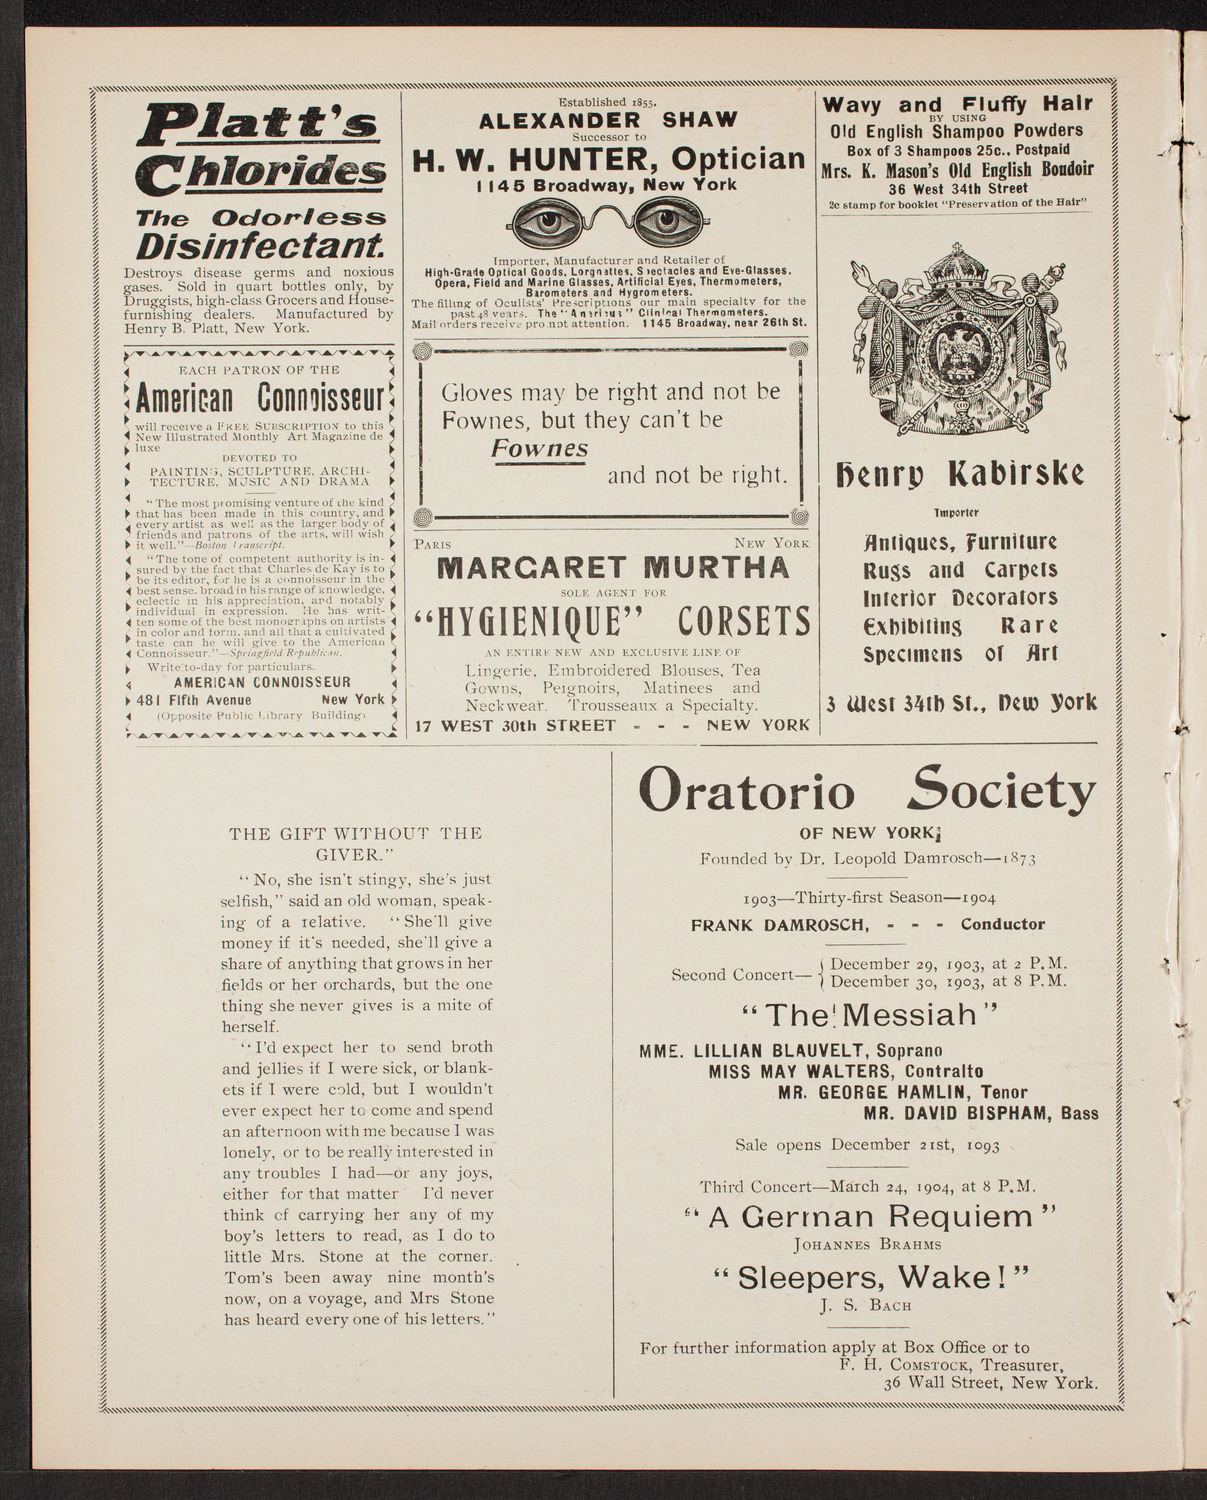 Platt's
Chlorides
The Odorless
Disinfectant.
Destroys disease germs and noxious
gases. Sold in quart bottles only, by
Druggists, high-class Grocers and House-
furnishing dealers. Manufactured by
Henry B. Platt, New York.
EACH PATRON OF THE
American Connoisseur
will receive a FREE SUBSCRIPTION to this
New Illustrated Monthly Art Magazine de
luxe
DEVOTED TO
PAINTING, SCULPTURE, ARCHI-
TECTURE, MUSIC AND DRAMA
"The most promising venture of the kind
that has been made in this country, and
every artist as well as the larger body of
friends and patrons of the arts, will wish
it well."—Boston Transcript.
"The tone of competent authority is in-
sured by the fact that Charles de Kay is to
be its editor, for he is a connoisseur in the
best sense, broad in his range of knowledge,
eclectic in his appreciation, and notably
individual in expression. He has writ-
ten some of the best monographs on artists
in color and form, and all that a cultivated
taste can he will give to the American
Connoisseur."—Springfield Republican.
Write to-day for particulars.
AMERICAN CONNOISSEUR
481 Fifth Avenue New York
(Opposite Public Library Building)
Established 1855.
ALEXANDER SHAW
Successor to
H. W. HUNTER, Optician
1145 Broadway, New York
Importer, Manufacturer and Retailer of
High-Grade Optical Goods, Lorgnattes, Spectacles and Eye-Glasses,
Opera, Field and Marine Glasses, Artificial Eyes, Thermometers,
Barometers and Hygrometers.
The filling of Oculists' Prescriptions our main specialty for the
past 48 years. The Clinical Thermometers.
Mail orders receive prompt attention. 1145 Broadway, near 26th St.
Gloves may be right and not be
Fownes, but they can't be
Fownes
and not be right.
PARIS NEW YORK
MARGARET MURTHA
SOLE AGENT FOR
"HYGIENIQUE" CORSETS
AN ENTIRE NEW AND EXCLUSIVE LINE OF
Lingerie, Embroidered Blouses, Tea
Gowns, Peignoirs, Matinees and
Neckwear. Trousseaux a Specialty.
17 WEST 30th STREET - - - NEW YORK
Wavy and Fluffy Hair
BY USING
Old English Shampoo Powders
Box of 3 Shampoos 25c., Postpaid
Mrs. K. Mason's Old English Boudoir
36 West 34th Street
2c stamp for booklet "Preservation of the Hair"
Henry Kabirske
Importer
Antiques, Furniture
Rugs and Carpets
Interior Decorators
Exhibiting Rare
Specimens of Art
3 West 34th St., New York
THE GIFT WITHOUT THE
GIVER."
"No, she isn't stingy, she's just
selfish," said an old woman, speak-
ing of a relative. "She'll give
money if it's needed, she'll give a
share of anything that grows in her
fields or her orchards, but the one
thing she never gives is a mite of
herself.
"I'd expect her to send broth
and jellies if I were sick, or blank-
ets if I were cold, but I wouldn't
ever expect her to come and spend
an afternoon with me because I was
lonely, or to be really interested in
any troubles I had—or any joys,
either for that matter I'd never
think of carrying her any of my
boy's letters to read, as I do to
little Mrs. Stone at the corner.
Tom's been away nine month's
now, on a voyage, and Mrs Stone
has heard every one of his letters."
Oratorio Society
OF NEW YORK
Founded by Dr. Leopold Damrosch—1873
1903—Thirty-first Season—1904
FRANK DAMROSCH, - - - Conductor
Second Concert— { December 29, 1903, at 2 P.M.
December 30, 1903, at 8 P.M.
"The Messiah"
MME. LILLIAN BLAUVELT, Soprano
MISS MAY WALTERS, Contralto
MR. GEORGE HAMLIN, Tenor
MR. DAVID BISPHAM, Bass
Sale opens December 21st, 1093
Third Concert—March 24, 1904, at 8 P.M.
"A German Requiem"
JOHANNES BRAHMS
"Sleepers, Wake!"
J. S. BACH
For further information apply at Box Office or to
F. H. COMSTOCK, Treasurer,
36 Wall Street, New York.